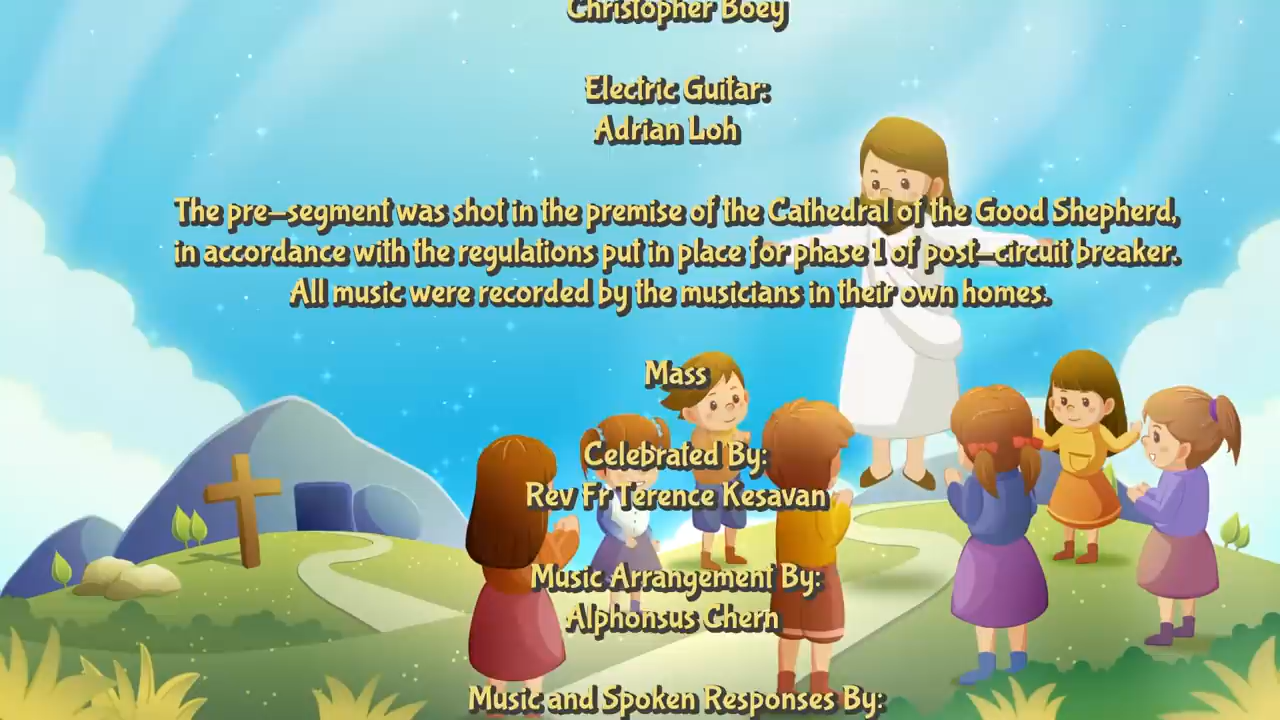 Christopher Boey
Electric Guitar:
Adrian Loh
The pre-segment was shot in the premise of the Cathedral of the Good Shepherd,
in accordance with the regulations put in place for phase 1 of post-circuit breaker.
All music were recorded by the musicians in their own homes.
Mass
Celebrated By:
Rev Fr Terence Kesavan
Music Arrangement By:
Alphonsus Chern
Music and Spoken Responses By: